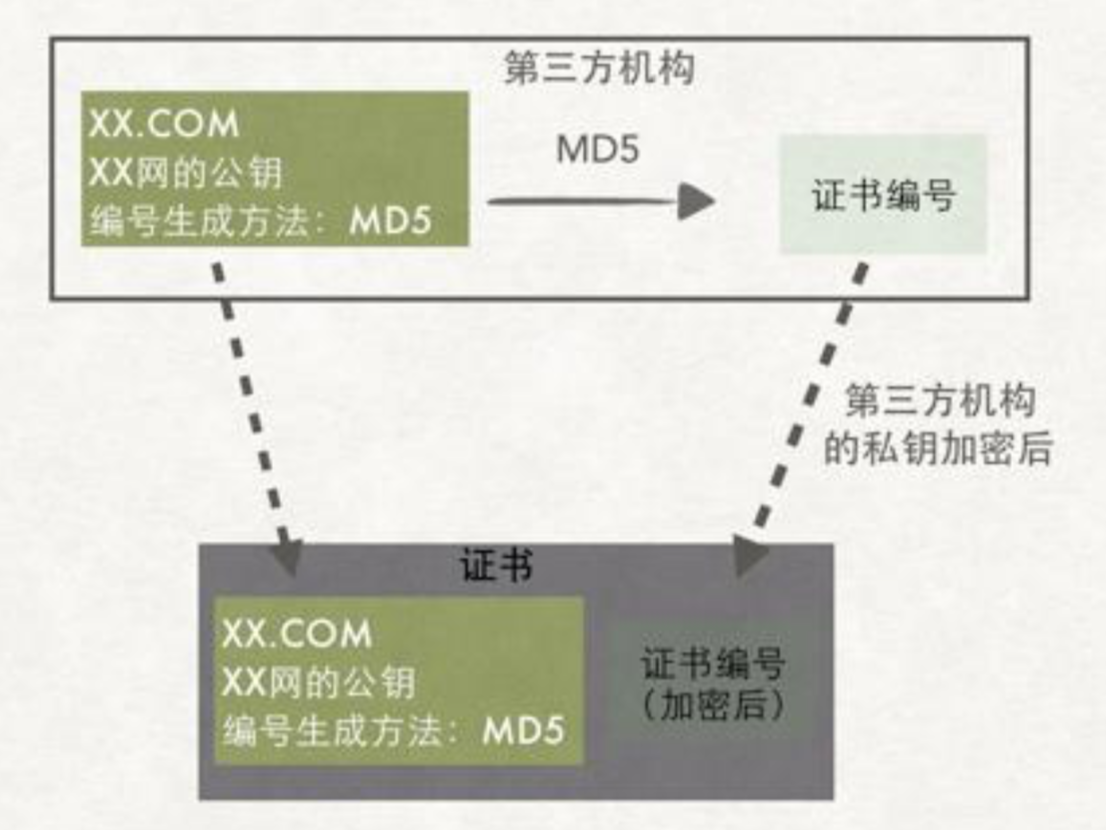 第三方机构
XX.COM
XX网的公钥
编号生成方法：MD5
MD5
证书编号
第三方机构
的私钥加密后
证书
XX.COM
XX网的公钥
编号生成方法：MD5
证书编号
（加密后）